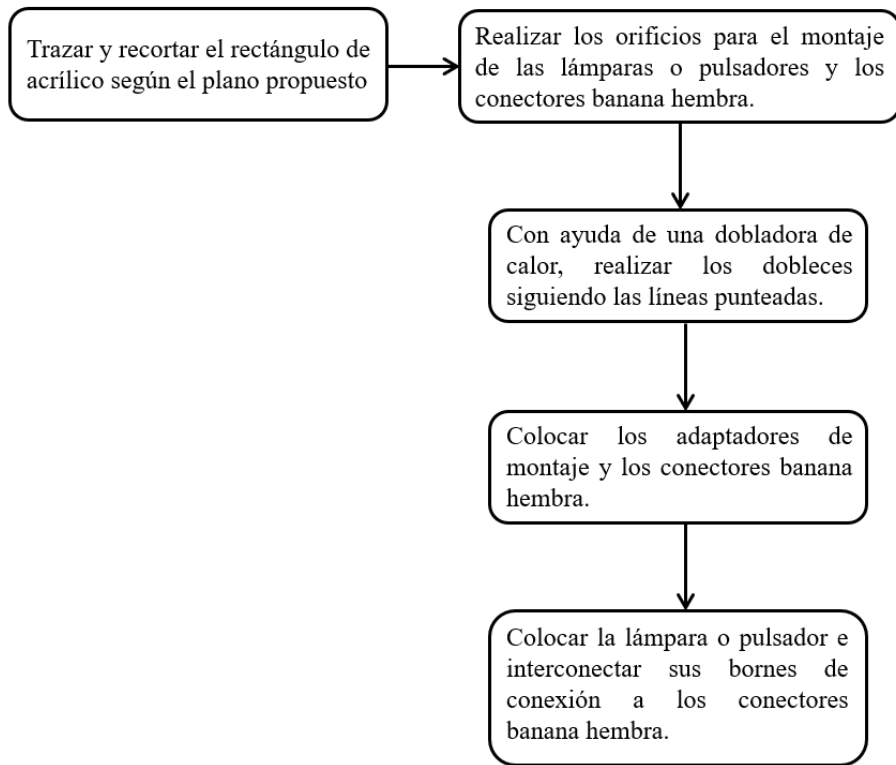 Trazar y recortar el rectángulo de
acrílico según el plano propuesto
Realizar los orificios para el montaje
de las lámparas o pulsadores y los
conectores banana hembra.
Con ayuda de una dobladora de
calor, realizar los dobleces
siguiendo las líneas punteadas.
Colocar los adaptadores de
montaje y los conectores banana
hembra.
Colocar la lámpara o pulsador e
interconectar sus bornes de
conexión a los conectores
banana hembra.